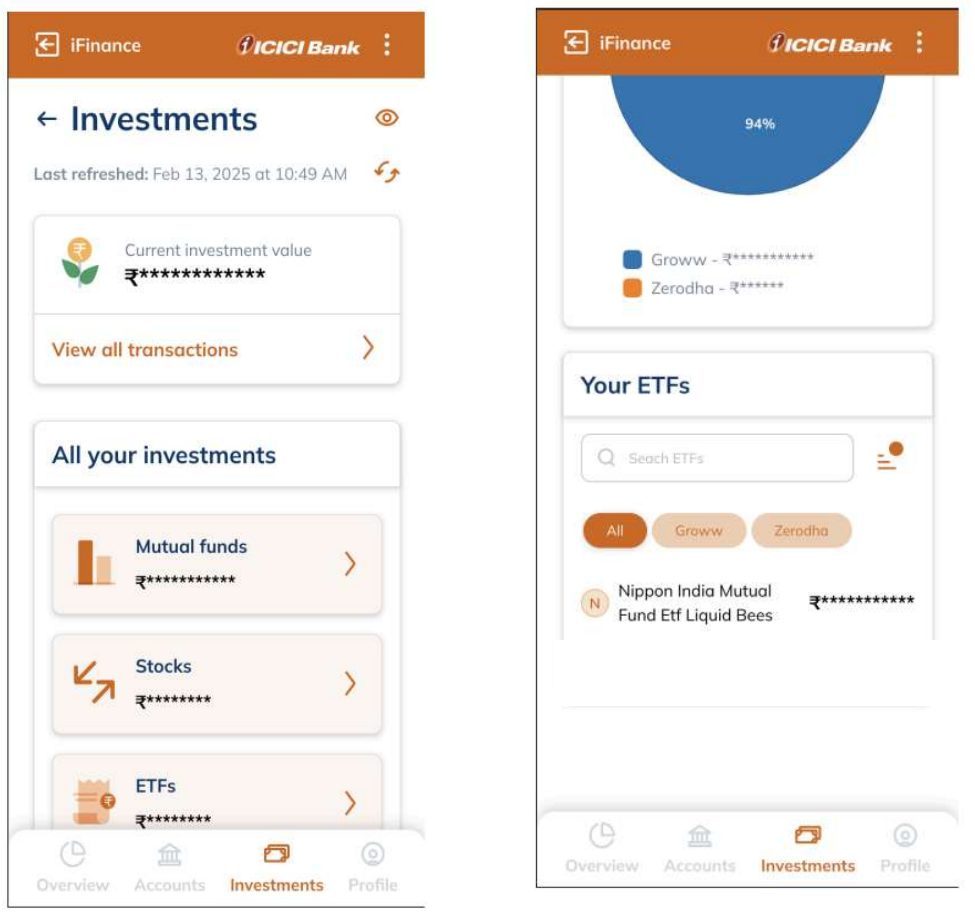 iFinance
ICICI Bank
← Investments
Last refreshed: Feb 13, 2025 at 10:49 AM
Current investment value
₹************
View all transactions
All your investments
Mutual funds
₹***********
Stocks
₹********
ETFs
₹********
Overview Accounts Investments Profile
iFinance
ICICI Bank
94%
Groww - ₹***********
Zerodha - ₹******
Your ETFs
Seach ETFs
All Groww Zerodha
N
Nippon India Mutual
Fund Etf Liquid Bees
₹***********
Overview Accounts Investments Profile